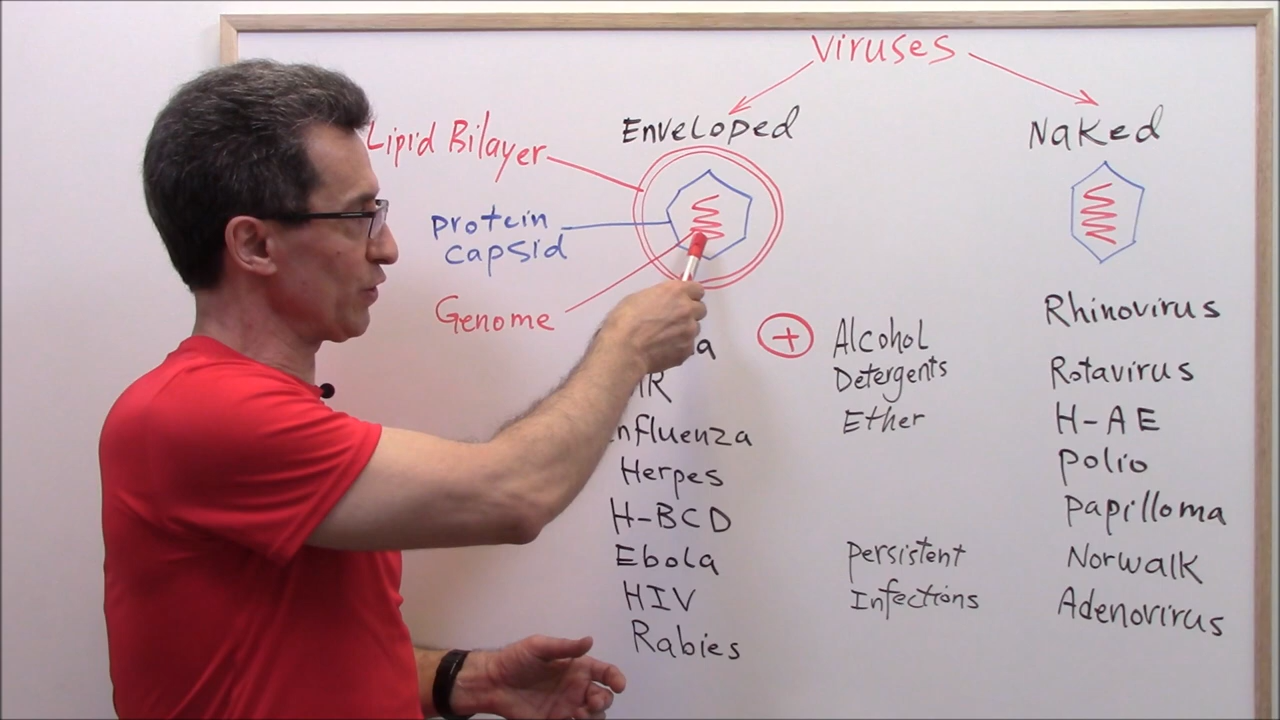 Viruses
Enveloped
Naked
Lipid Bilayer
protein
capsid
Genome
+
Alcohol
Detergents
Ether
nfluenza
Herpes
H-BCD
Ebola
HIV
Rabies
Persistent
Infections
Rhinovirus
Rotavirus
H-AE
Polio
Papilloma
Norwalk
Adenovirus